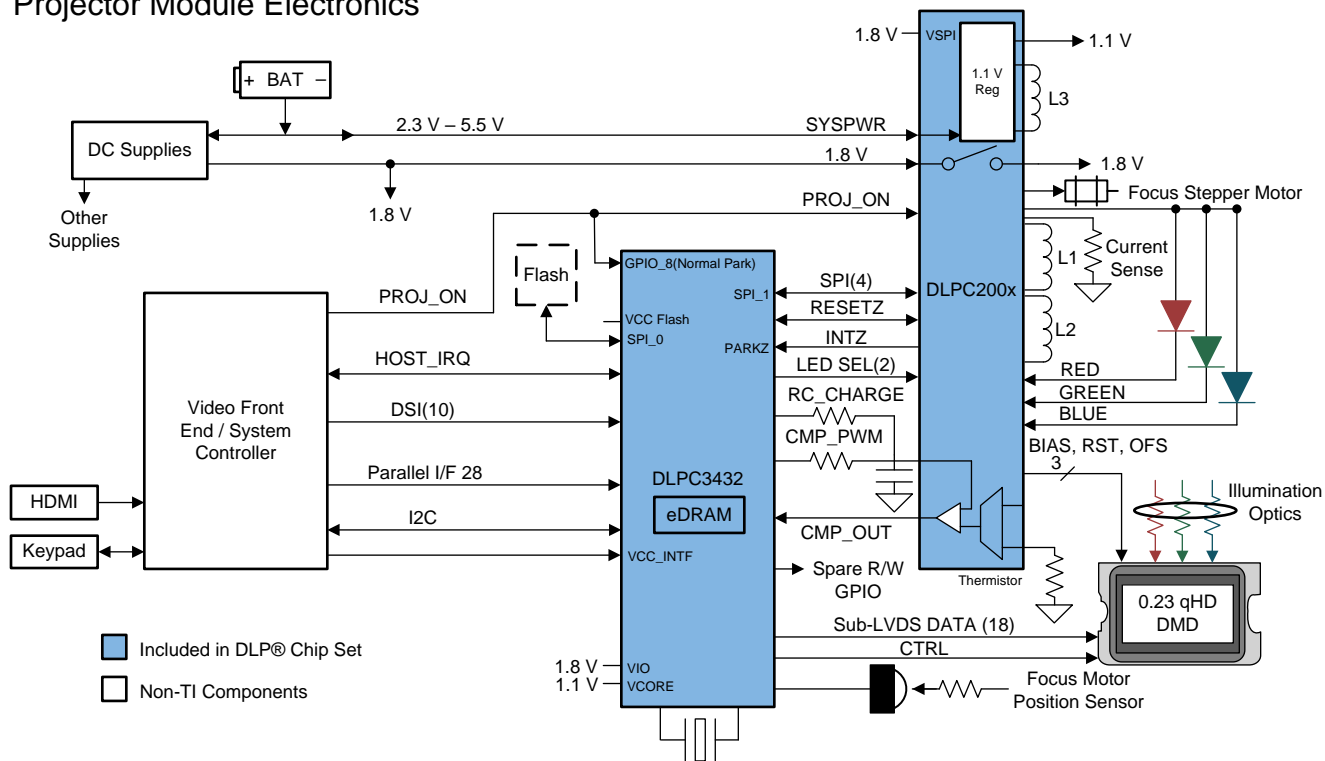 Projector Module Electronics
1.8 V
VSPI
1.1 V
Reg
1.1 V
L3
+ BAT −
DC Supplies
2.3 V – 5.5 V
SYSPWR
1.8 V
1.8 V
1.8 V
Other
Supplies
PROJ_ON
Focus Stepper Motor
Flash
GPIO_8(Normal Park)
SPI_1
SPI(4)
DLPC200x
L1
Current
Sense
PROJ_ON
VCC Flash
SPI_0
RESETZ
PARKZ
INTZ
L2
HOST_IRQ
LED SEL(2)
RED
GREEN
BLUE
Video Front
End / System
Controller
DSI(10)
RC_CHARGE
CMP_PWM
BIAS, RST, OFS
3
Parallel I/F 28
DLPC3432
eDRAM
Illumination
Optics
HDMI
Keypad
I2C
CMP_OUT
VCC_INTF
Spare R/W
GPIO
Thermistor
0.23 qHD
DMD
Sub-LVDS DATA (18)
CTRL
Included in DLP® Chip Set
Non-TI Components
1.8 V
VIO
1.1 V
VCORE
Focus Motor
Position Sensor